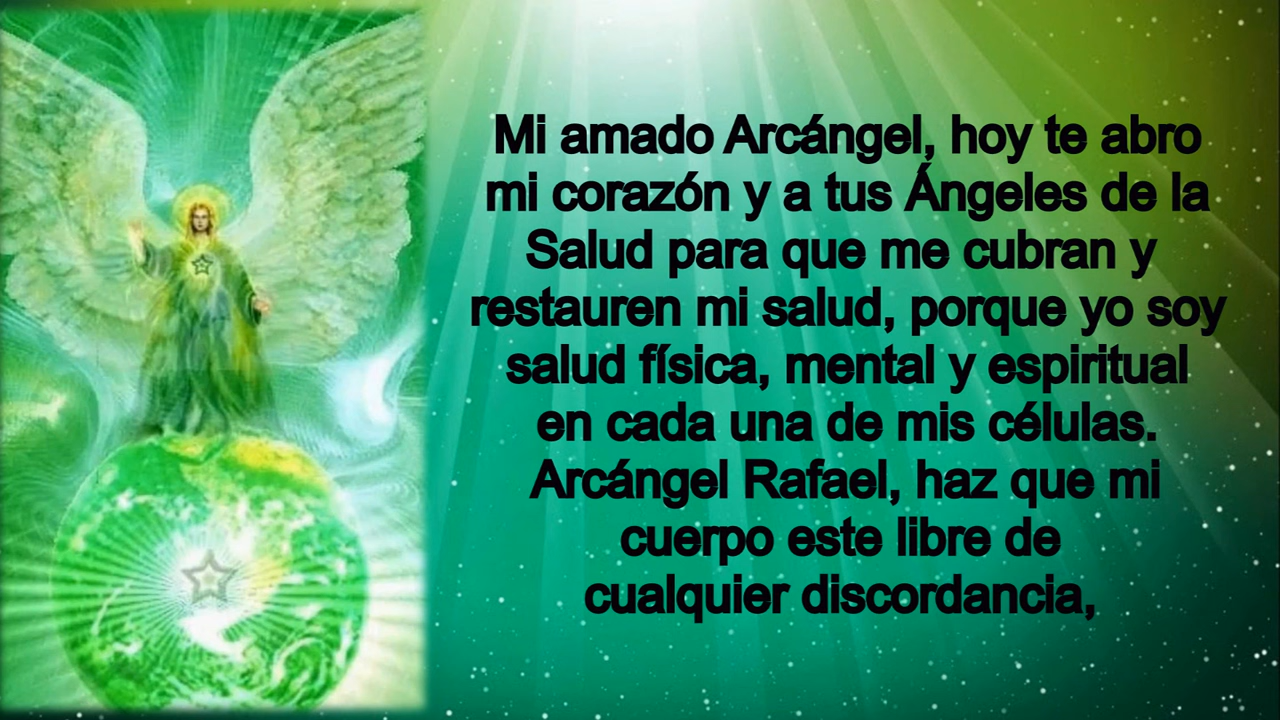 Mi amado Arcángel, hoy te abro
mi corazón y a tus Ángeles de la
Salud para que me cubran y
restauren mi salud, porque yo soy
salud física, mental y espiritual
en cada una de mis células.
Arcángel Rafael, haz que mi
cuerpo este libre de
cualquier discordancia,